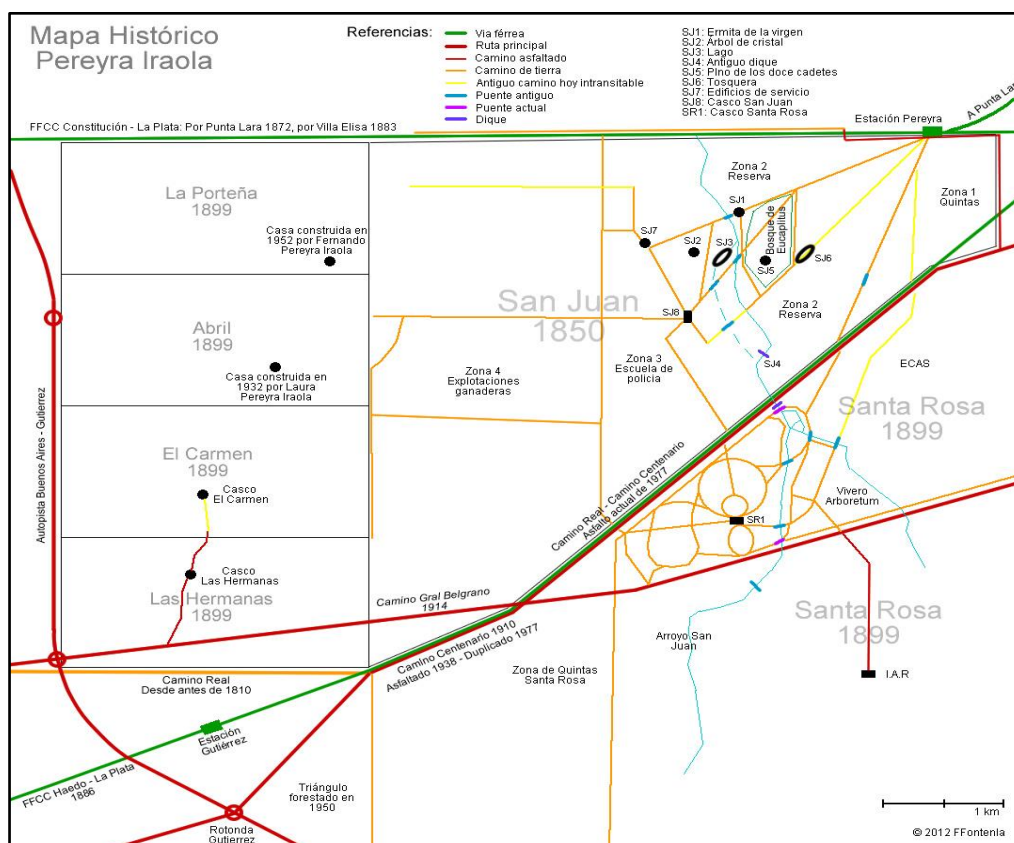 Mapa Histórico
Pereyra Iraola
Referencias:
Via férrea
Ruta principal
Camino asfaltado
Camino de tierra
Antiguo camino hoy intransitable
Puente antiguo
Puente actual
Dique
SJ1: Ermita de la virgen
SJ2: Arbol de cristal
SJ3: Lago
SJ4: Antiguo dique
SJ5: PIno de los doce cadetes
SJ6: Tosquera
SJ7: Edificios de servicio
SJ8: Casco San Juan
SR1: Casco Santa Rosa
FFCC Constitución - La Plata: Por Punta Lara 1872, por Villa Elisa 1883
Estación Pereyra
A Punta Lara
La Porteña
1899
Casa construida en
1952 por Fernando
Pereyra Iraola
Zona 2
Reserva
Zona 1
Quintas
SJ1
SJ7
SJ2
SJ3
Bosque de
Eucaplitus
SJ5
SJ6
San Juan
1850
SJ8
Zona 2
Reserva
Abril
1899
Casa construida en
1932 por Laura
Pereyra Iraola
Zona 4
Explotaciones
ganaderas
Zona 3
Escuela de
policia
SJ4
ECAS
Santa Rosa
1899
Autopista Buenos Aires - Gutierrez
El Carmen
1899
Casco
El Carmen
Camino Real - Camino Centenario
Asfalto actual de 1977
Vivero
Arboretum
SR1
Casco
Las Hermanas
Las Hermanas
1899
Camino Gral Belgrano
1914
Santa Rosa
1899
Camino Centenario 1910
Asfaltado 1938 - Duplicado 1977
Arroyo San
Juan
Zona de Quintas
Santa Rosa
I.A.R
Camino Real
Desde antes de 1810
Estación
Gutiérrez
FFCC Haedo - La Plata
1886
Triángulo
forestado en
1950
Rotonda
Gutierrez
1 km
© 2012 FFontenla